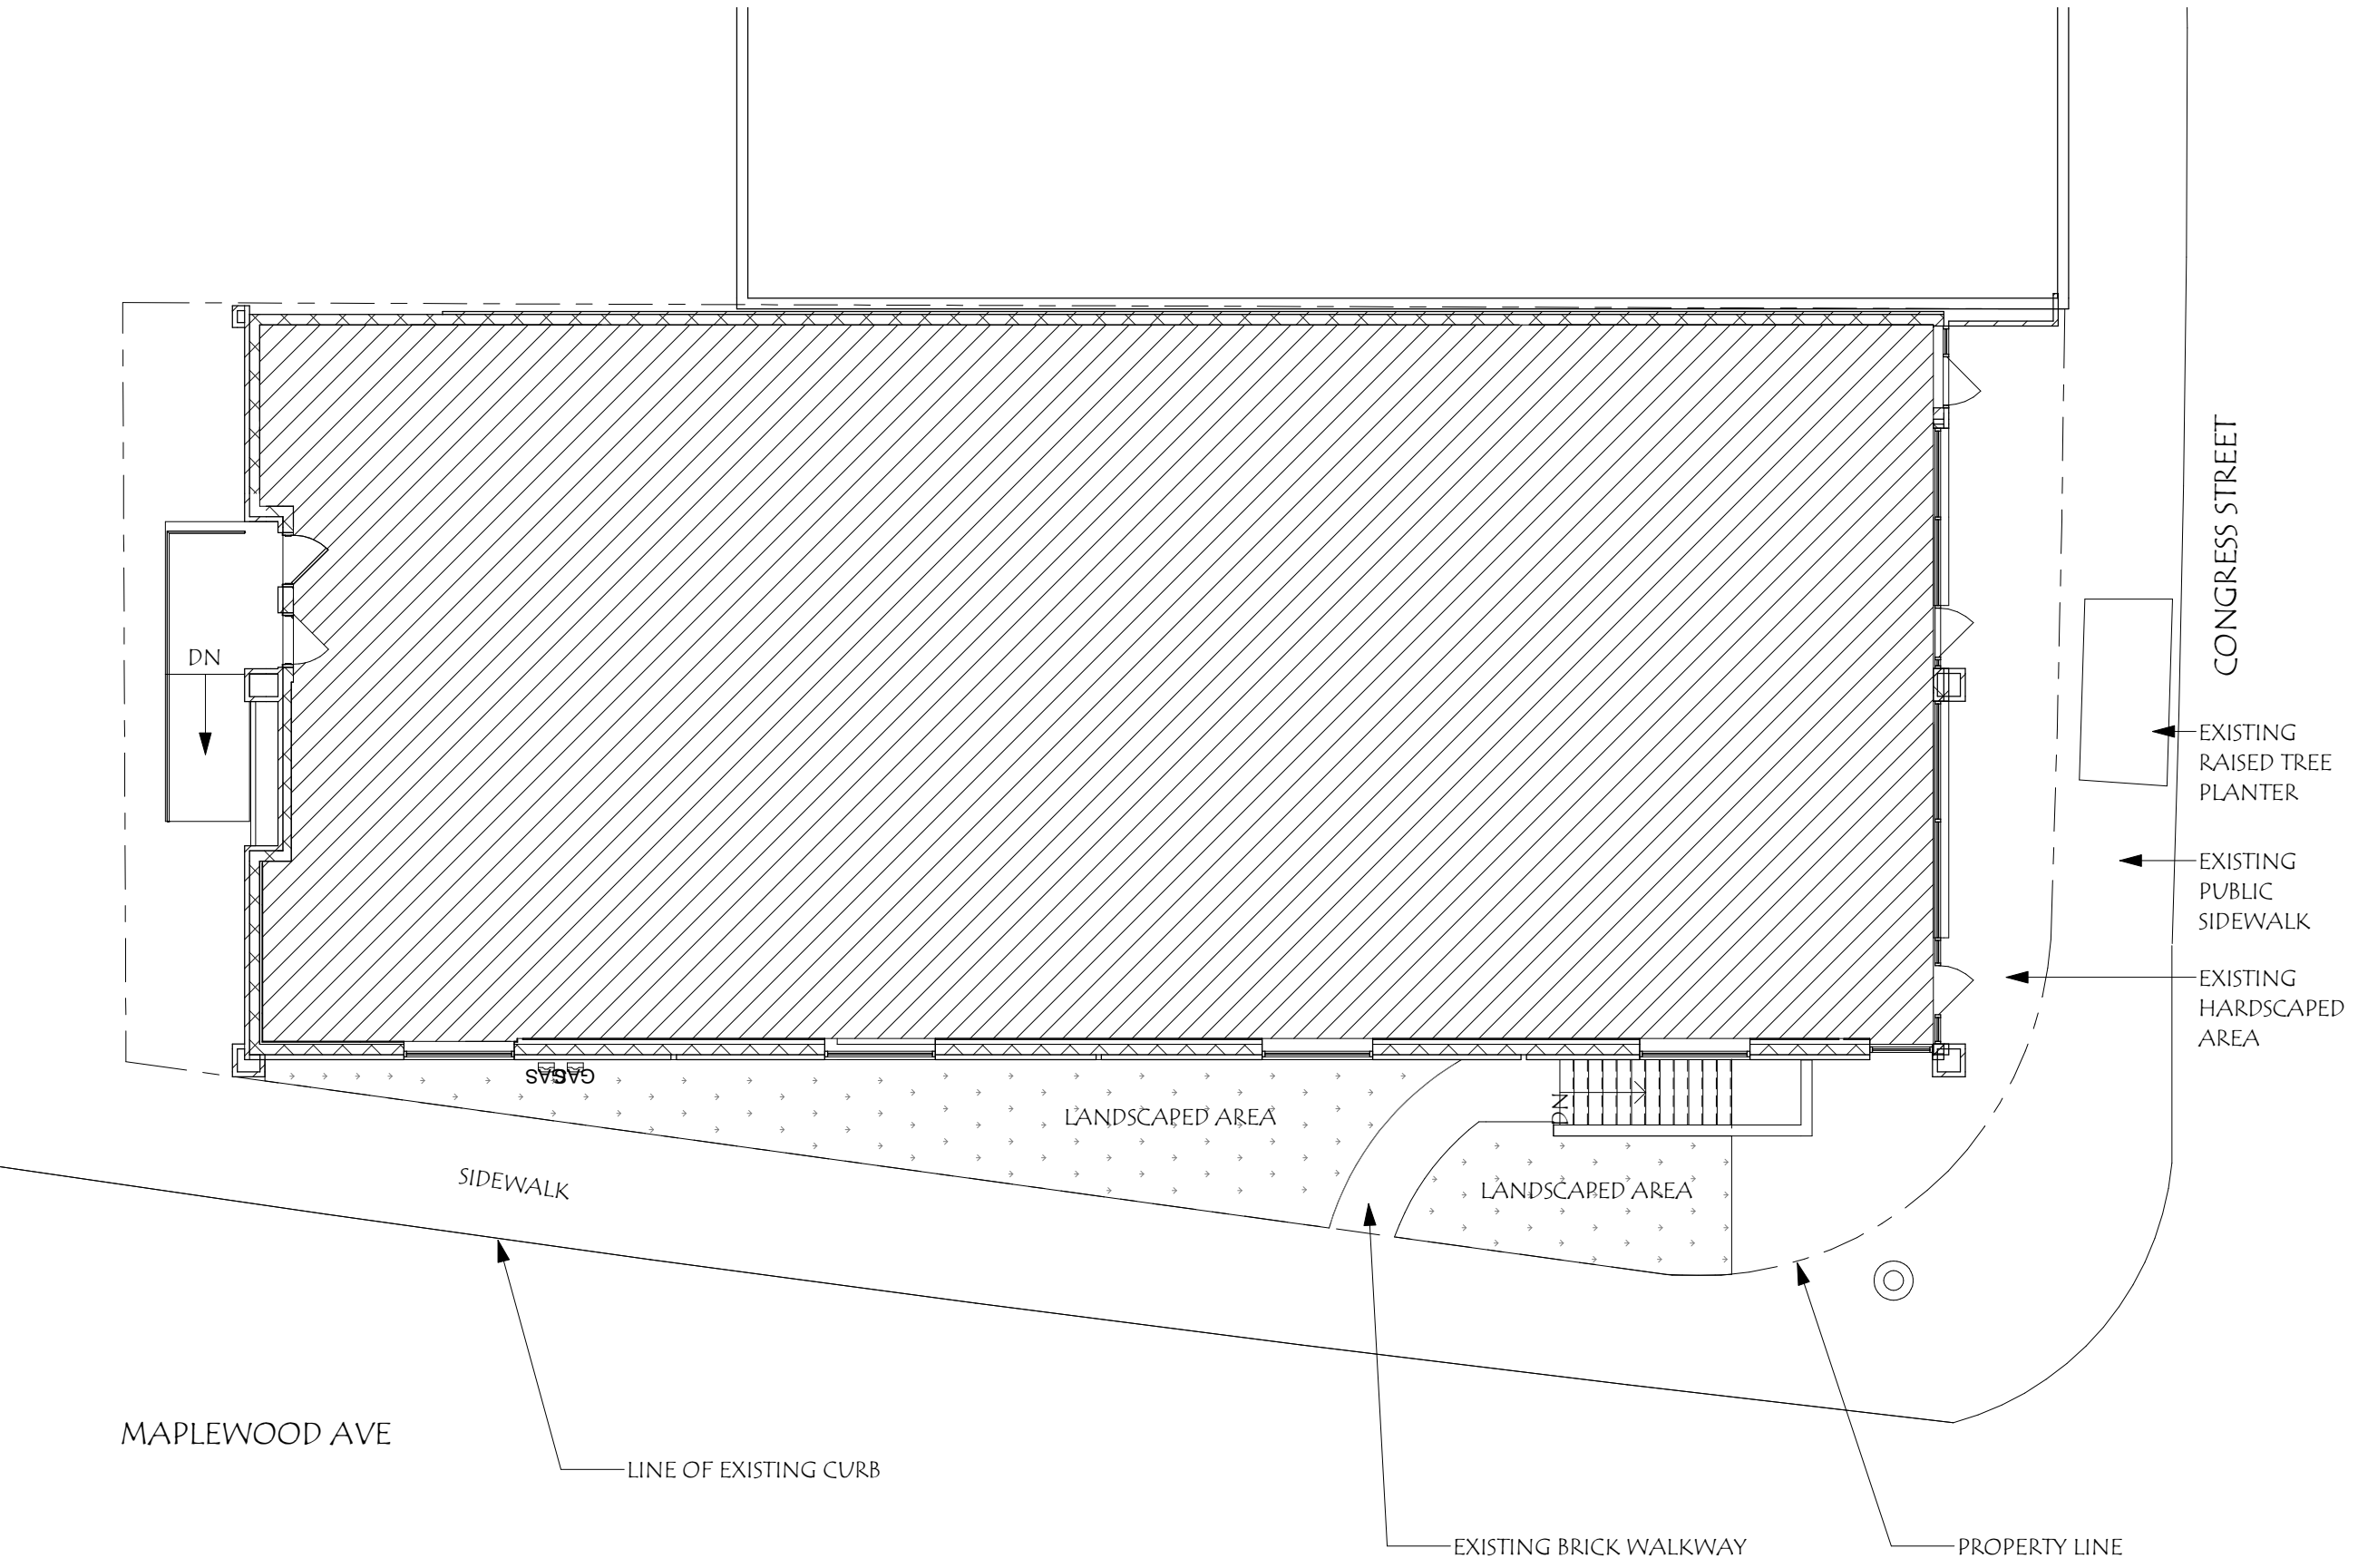 CONGRESS STREET
DN
EXISTING
RAISED TREE
PLANTER
EXISTING
PUBLIC
SIDEWALK
EXISTING
HARDSCAPED
AREA
GAS
GAS
DN
LANDSCAPED AREA
SIDEWALK
LANDSCAPED AREA
MAPLEWOOD AVE
LINE OF EXISTING CURB
EXISTING BRICK WALKWAY
PROPERTY LINE